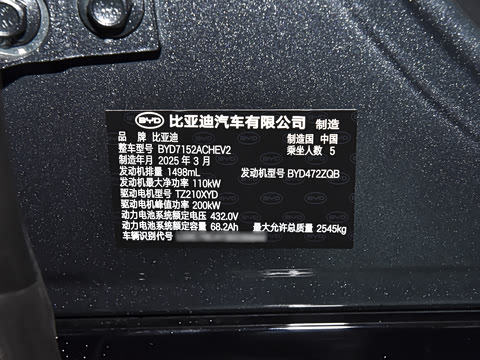 BYD
BYD 比亚迪汽车有限公司 制造
品 牌 比亚迪 制造国 中国
整车型号 BYD7152ACHEV2 乘坐人数 5
制造年月 2025 年 3 月
发动机排量 1498mL 发动机型号 BYD472ZQB
发动机最大净功率 110kW
驱动电机型号 TZ210XYD
驱动电机峰值功率 200kW
动力电池系统额定电压 432.0V
动力电池系统额定容量 68.2Ah 最大允许总质量 2545kg
车辆识别代号